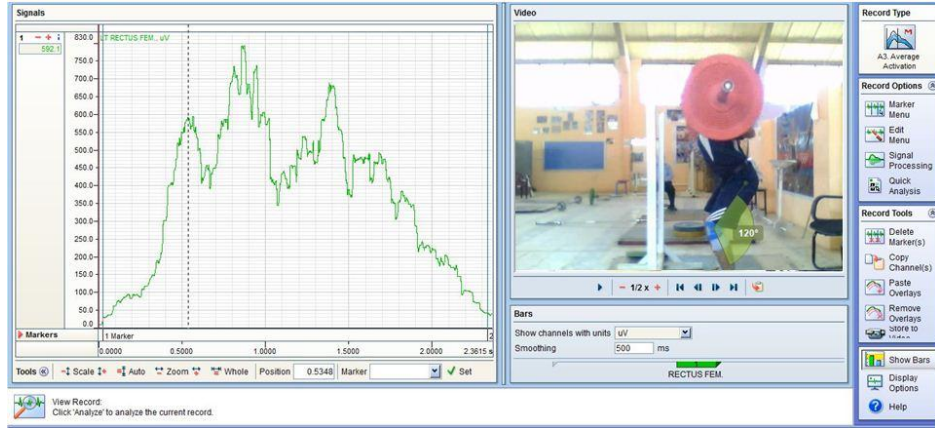 Signals
1
592.1
LT RECTUS FEM., uV
830.0
750.0
700.0
650.0
600.0
550.0
500.0
450.0
400.0
350.0
300.0
250.0
200.0
150.0
100.0
50.0
0.0
Markers
1 Marker
2
0.0000 0.5000 1.0000 1.5000 2.0000 2.3615 s
Tools Scale Auto Zoom Whole Position 0.5348 Marker Set
View Record:
Click 'Analyze' to analyze the current record.
Video
120°
1/2 x
Bars
Show channels with units uV
Smoothing 500 ms
1
RECTUS FEM.
Record Type
A3. Average
Activation
Record Options
Marker
Menu
Edit
Menu
Signal
Processing
Quick
Analysis
Record Tools
Delete
Marker(s)
Copy
Channel(s)
Paste
Overlays
Remove
Overlays
Store to
Video
Show Bars
Display
Options
Help